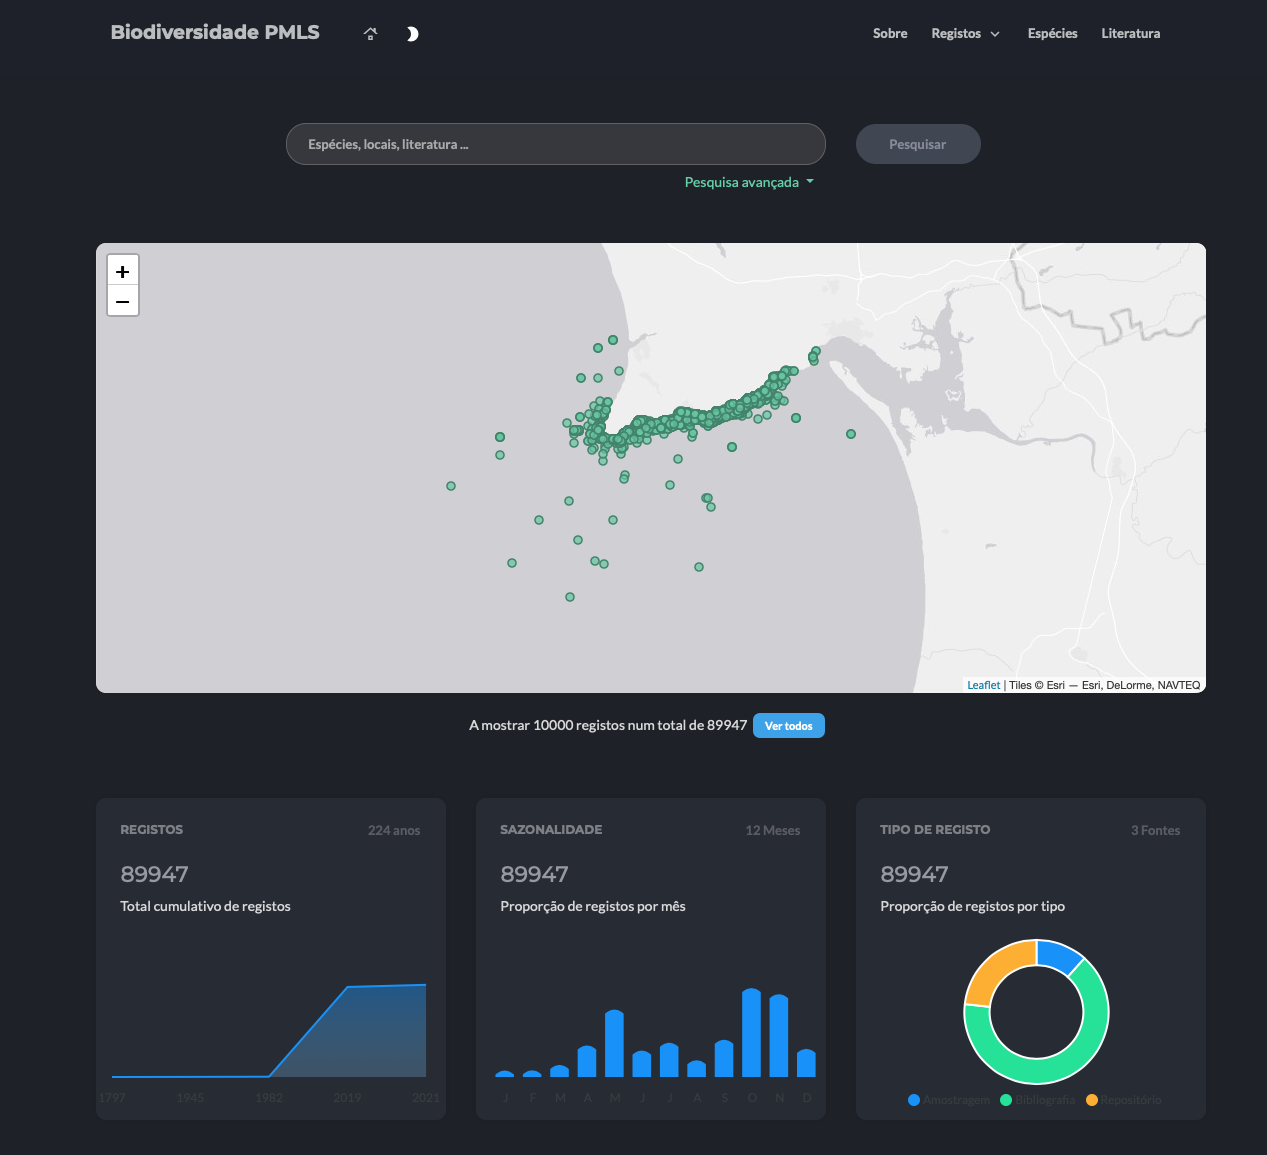 Biodiversidade PMLS
Sobre
Registos
Espécies
Literatura
Espécies, locais, literatura ...
Pesquisar
Pesquisa avançada
+
−
Leaflet | Tiles © Esri — Esri, DeLorme, NAVTEQ
A mostrar 10000 registos num total de 89947
Ver todos
REGISTOS
224 anos
89947
Total cumulativo de registos
1797 1945 1982 2019 2021
SAZONALIDADE
12 Meses
89947
Proporção de registos por mês
J F M A M J J A S O N D
TIPO DE REGISTO
3 Fontes
89947
Proporção de registos por tipo
Amostragem Bibliografia Repositório